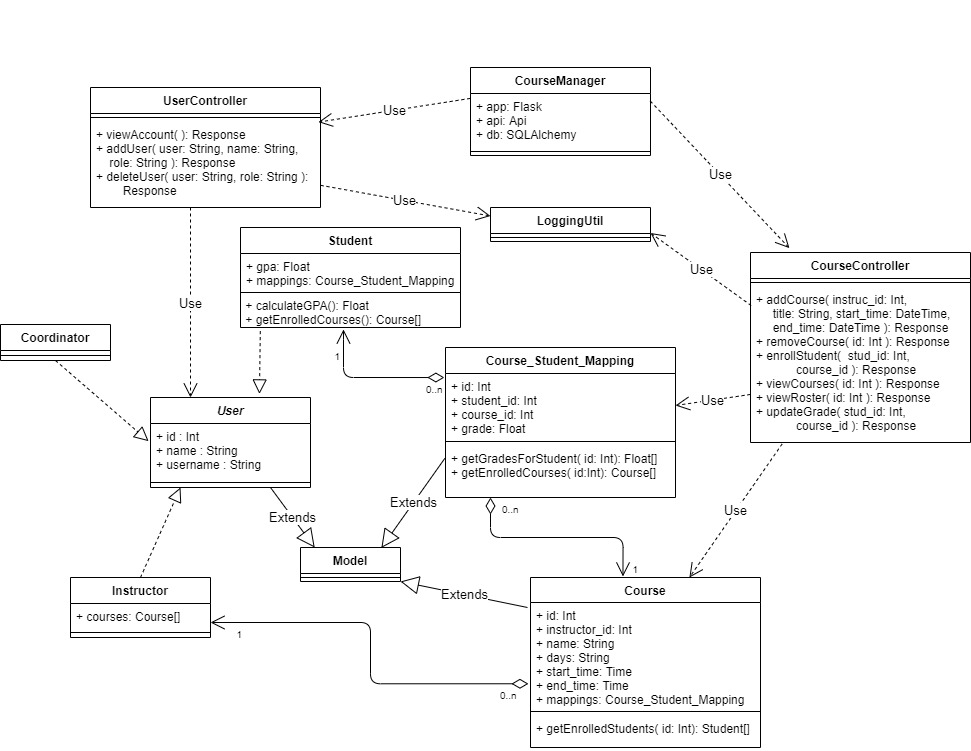 CourseManager
+ app: Flask
+ api: Api
+ db: SQLAlchemy
UserController
+ viewAccount( ): Response
+ addUser( user: String, name: String,
role: String ): Response
+ deleteUser( user: String, role: String ):
Response
Use
Use
Use
LoggingUtil
Use
CourseController
+ addCourse( instruc_id: Int,
title: String, start_time: DateTime,
end_time: DateTime ): Response
+ removeCourse( id: Int ): Response
+ enrollStudent( stud_id: Int,
course_id ): Response
+ viewCourses( id: Int ): Response
+ viewRoster( id: Int ): Response
+ updateGrade( stud_id: Int,
course_id ): Response
Student
+ gpa: Float
+ mappings: Course_Student_Mapping
+ calculateGPA(): Float
+ getEnrolledCourses(): Course[]
Use
Coordinator
1
0..n
Course_Student_Mapping
+ id: Int
+ student_id: Int
+ course_id: Int
+ grade: Float
+ getGradesForStudent( id: Int): Float[]
+ getEnrolledCourses( id:Int): Course[]
Use
User
+ id : Int
+ name : String
+ username : String
Extends
Extends
0..n
Use
1
Model
Extends
Instructor
+ courses: Course[]
1
0..n
Course
+ id: Int
+ instructor_id: Int
+ name: String
+ days: String
+ start_time: Time
+ end_time: Time
+ mappings: Course_Student_Mapping
+ getEnrolledStudents( id: Int): Student[]